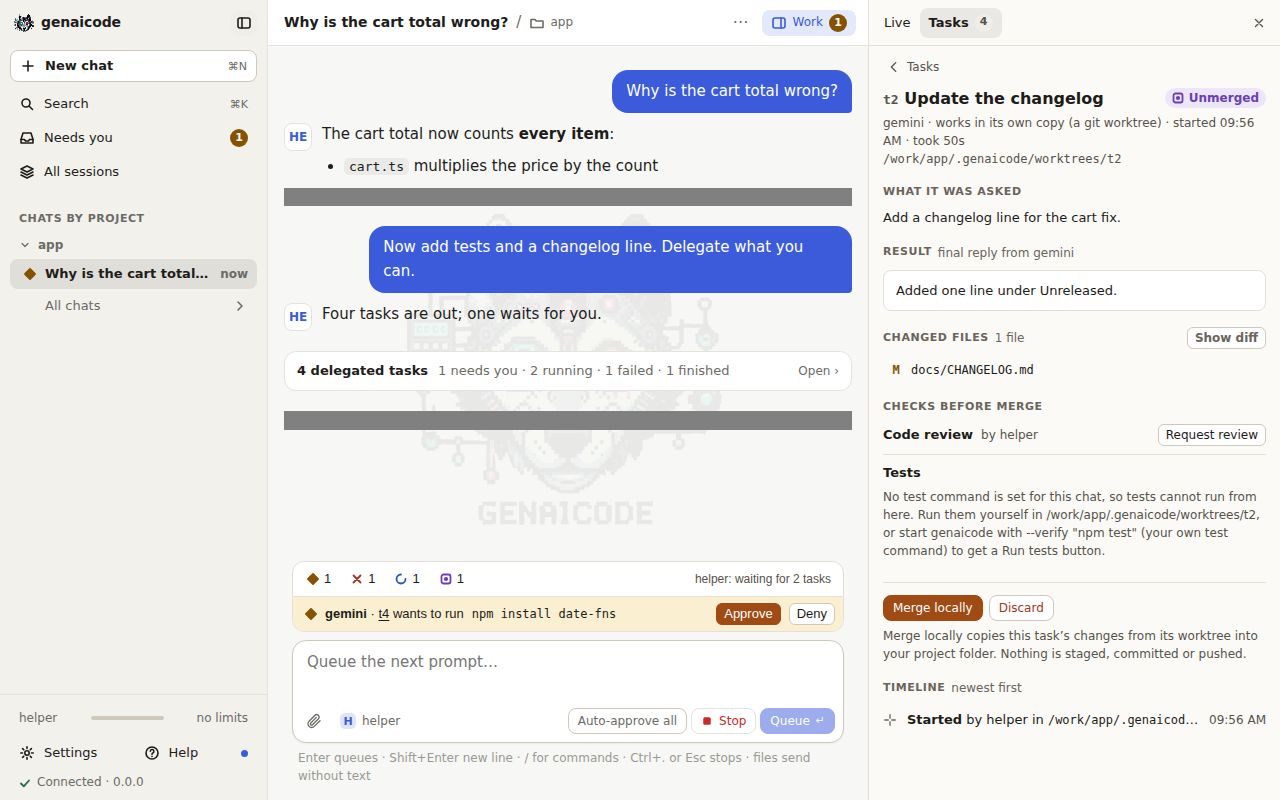 genaicode
New chat ⌘N
Search ⌘K
Needs you 1
All sessions
CHATS BY PROJECT
app
Why is the cart total… now
All chats
helper no limits
Settings Help
Connected · 0.0.0
Why is the cart total wrong? / app ··· Work 1
Why is the cart total wrong?
HE The cart total now counts every item:
• cart.ts multiplies the price by the count
Now add tests and a changelog line. Delegate what you
can.
HE Four tasks are out; one waits for you.
4 delegated tasks 1 needs you · 2 running · 1 failed · 1 finished Open ›
GENAICODE
1 1 1 1 helper: waiting for 2 tasks
gemini · t4 wants to run npm install date-fns Approve Deny
Queue the next prompt…
H helper Auto-approve all Stop Queue ↵
Enter queues · Shift+Enter new line · / for commands · Ctrl+. or Esc stops · files send
without text
Live Tasks 4
Tasks
t2 Update the changelog Unmerged
gemini · works in its own copy (a git worktree) · started 09:56
AM · took 50s
/work/app/.genaicode/worktrees/t2
WHAT IT WAS ASKED
Add a changelog line for the cart fix.
RESULT final reply from gemini
Added one line under Unreleased.
CHANGED FILES 1 file Show diff
M docs/CHANGELOG.md
CHECKS BEFORE MERGE
Code review by helper Request review
Tests
No test command is set for this chat, so tests cannot run from
here. Run them yourself in /work/app/.genaicode/worktrees/t2,
or start genaicode with --verify "npm test" (your own test
command) to get a Run tests button.
Merge locally Discard
Merge locally copies this task’s changes from its worktree into
your project folder. Nothing is staged, committed or pushed.
TIMELINE newest first
Started by helper in /work/app/.genaicod… 09:56 AM